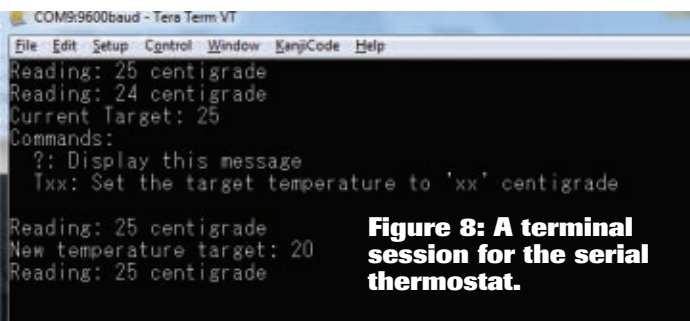 COM9:9600baud - Tera Term VT
File Edit Setup Control Window KanjiCode Help
Reading: 25 centigrade
Reading: 24 centigrade
Current Target: 25
Commands:
?: Display this message
Txx: Set the target temperature to 'xx' centigrade
Reading: 25 centigrade
New temperature target: 20
Reading: 25 centigrade
Figure 8: A terminal
session for the serial
thermostat.